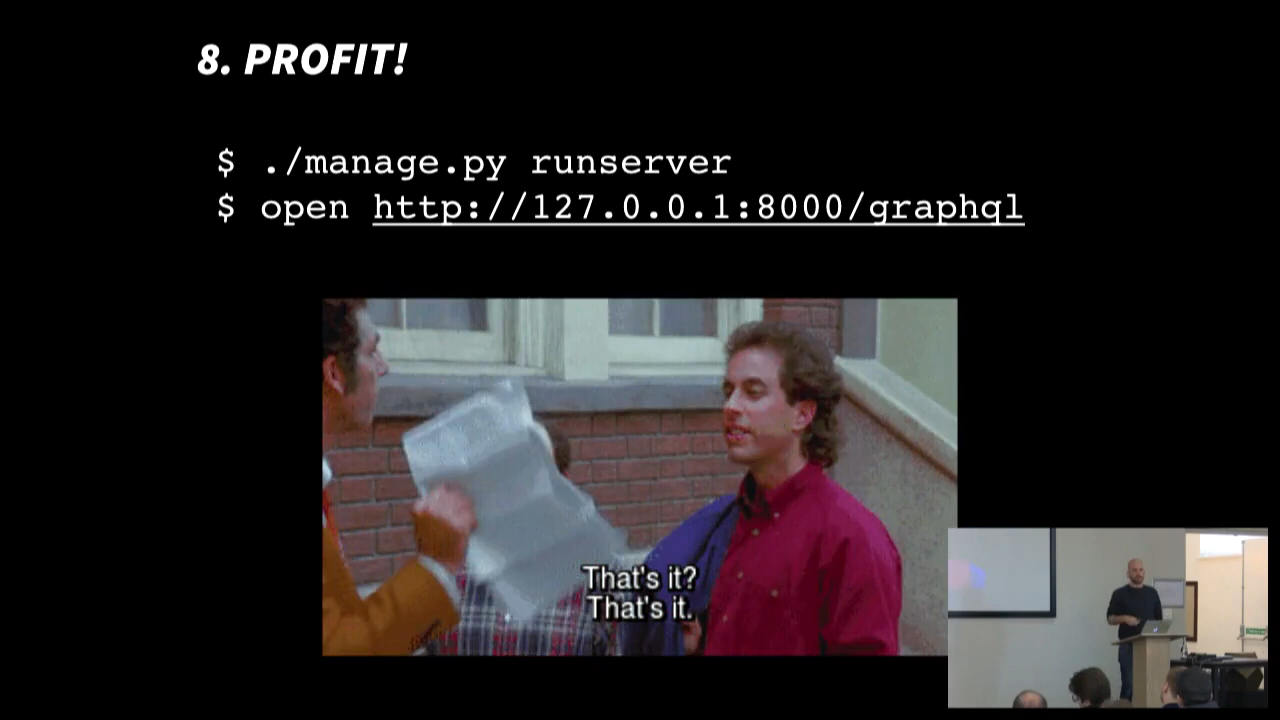 8. PROFIT!
$ ./manage.py runserver
$ open http://127.0.0.1:8000/graphql
That's it?
That's it.